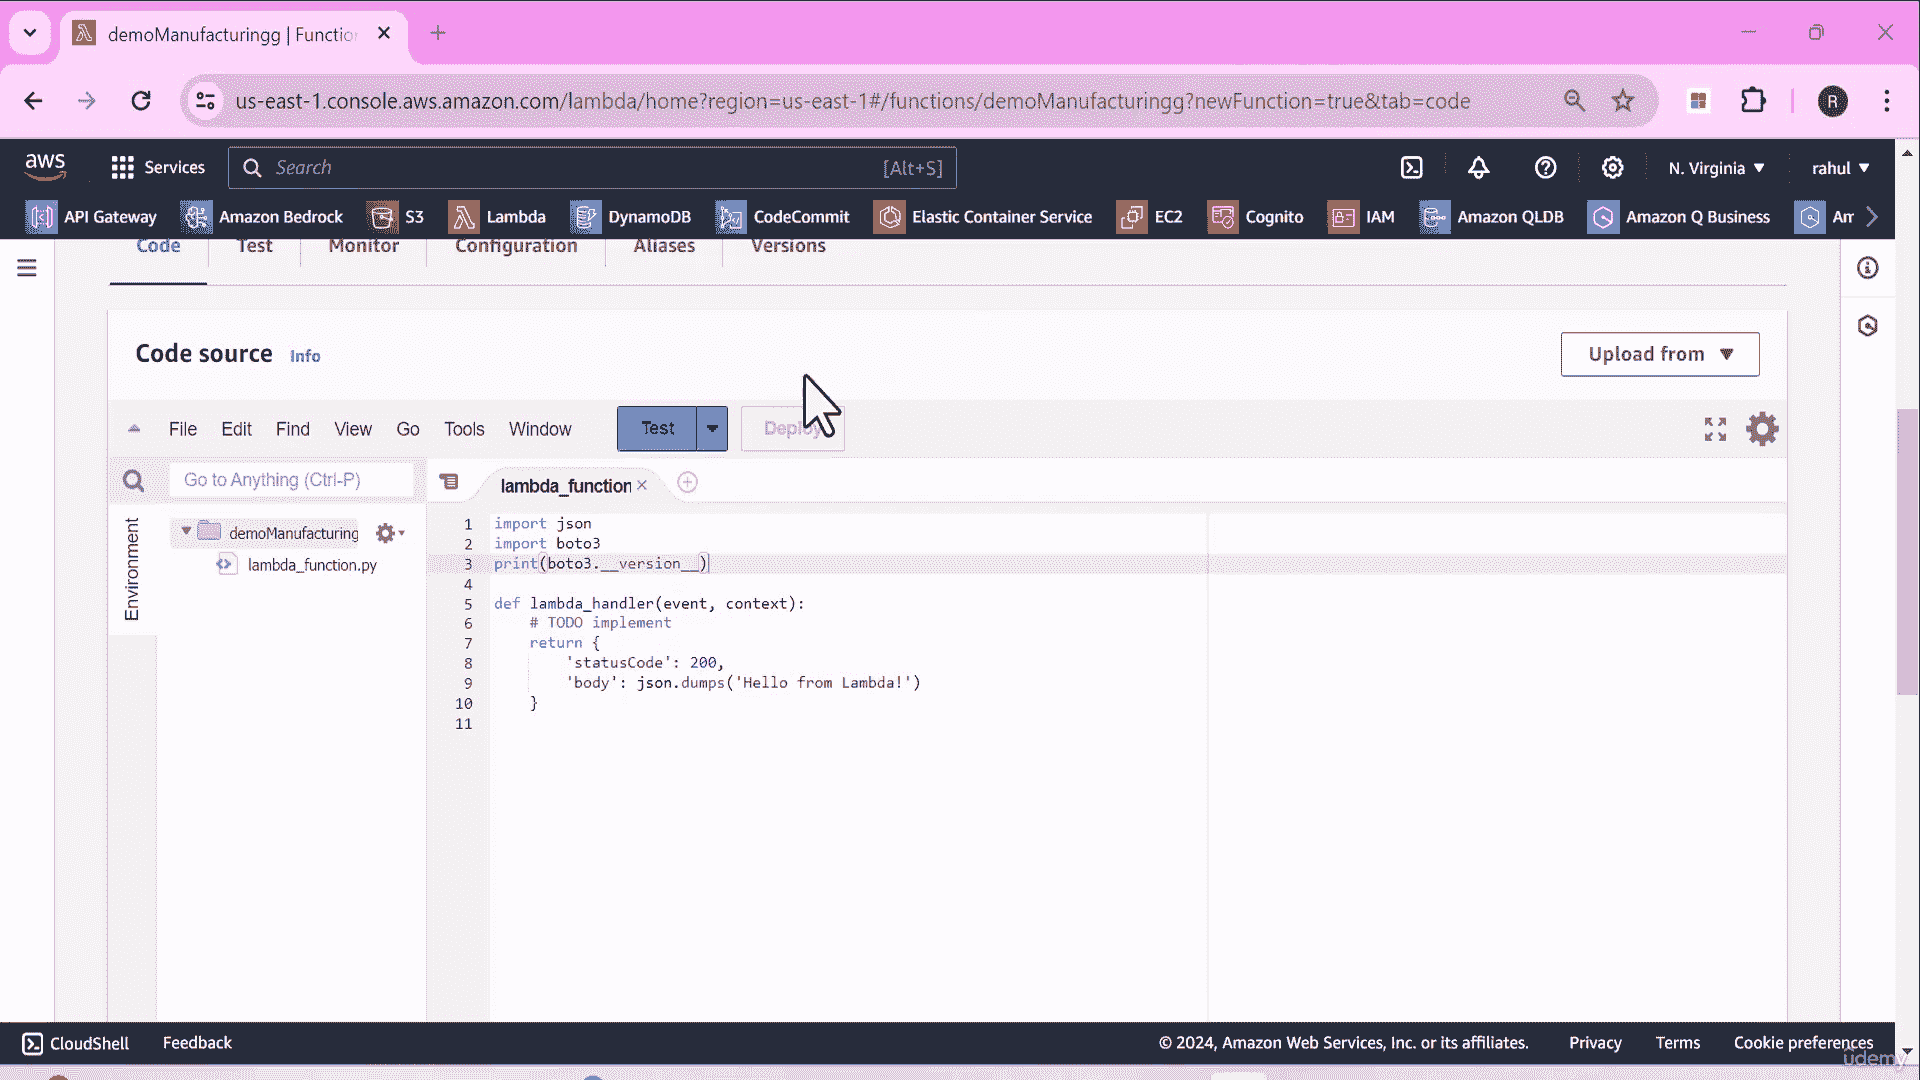 demoManufacturingg | Functio
us-east-1.console.aws.amazon.com/lambda/home?region=us-east-1#/functions/demoManufacturingg?newFunction=true&tab=code
R
aws Services Search [Alt+S] N. Virginia rahul
API Gateway Amazon Bedrock S3 Lambda DynamoDB CodeCommit Elastic Container Service EC2 Cognito IAM Amazon QLDB Amazon Q Business Am
Code Test Monitor Configuration Aliases Versions
Code source Info Upload from
File Edit Find View Go Tools Window Test Deploy
Go to Anything (Ctrl-P) lambda_function
Environment
demoManufacturing
lambda_function.py
1 import json
2 import boto3
3 print(boto3.__version__)
4
5 def lambda_handler(event, context):
6 # TODO implement
7 return {
8 'statusCode': 200,
9 'body': json.dumps('Hello from Lambda!')
10 }
11
CloudShell Feedback © 2024, Amazon Web Services, Inc. or its affiliates. Privacy Terms Cookie preferences
udemy